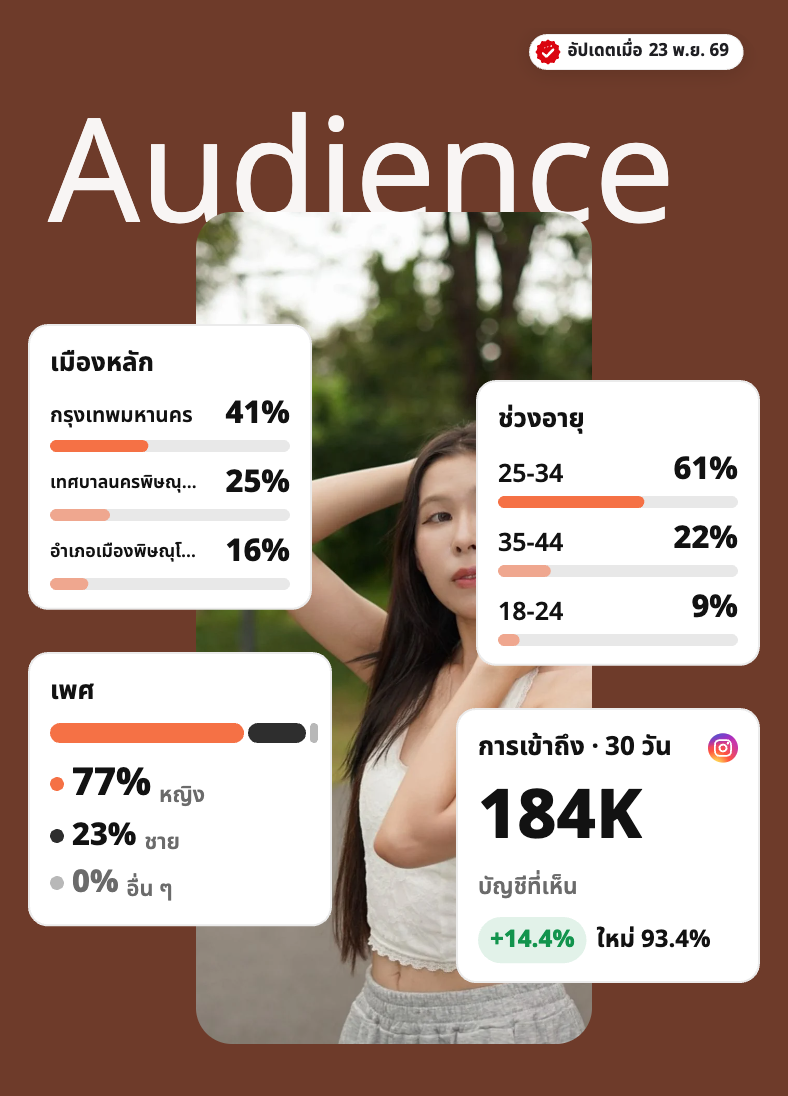 อัปเดตเมื่อ 23 พ.ย. 69
Audience
เมืองหลัก
กรุงเทพมหานคร 41%
เทศบาลนครพิษณุ... 25%
อำเภอเมืองพิษณุโ... 16%
ช่วงอายุ
25-34 61%
35-44 22%
18-24 9%
เพศ
77% หญิง
23% ชาย
0% อื่น ๆ
การเข้าถึง · 30 วัน
184K
บัญชีที่เห็น
+14.4% ใหม่ 93.4%